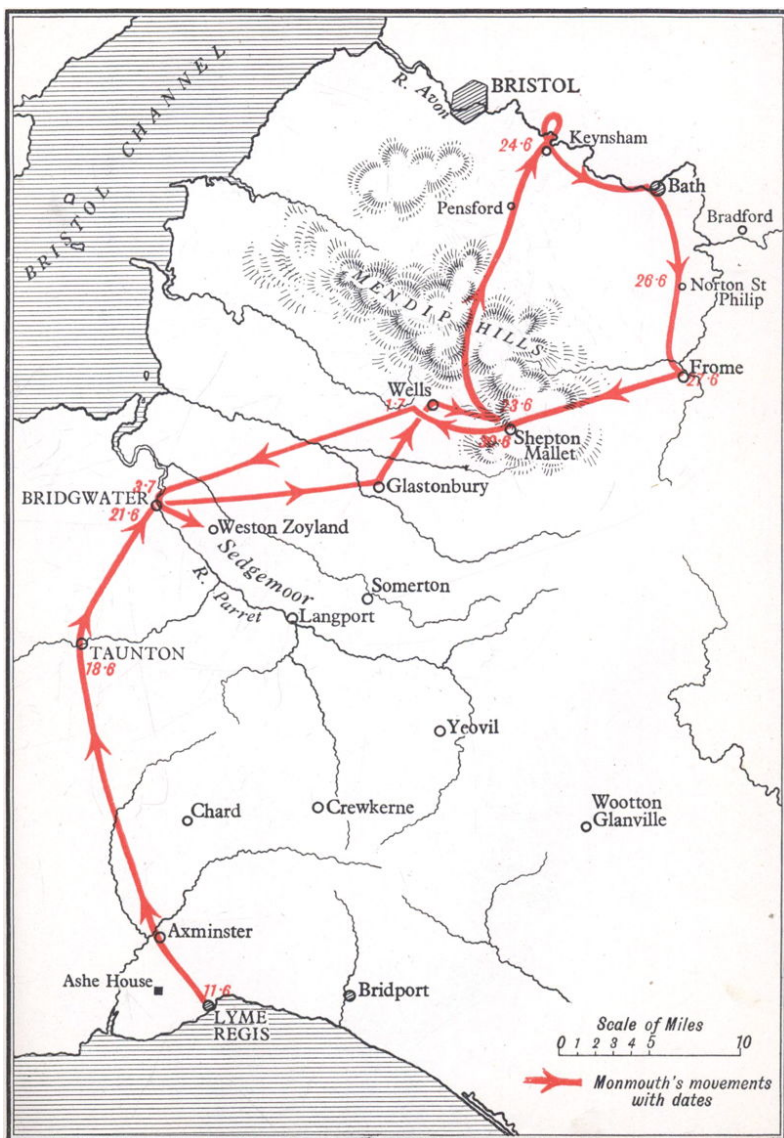 BRISTOL CHANNEL
R. Avon
BRISTOL
24·6
Keynsham
Bath
Pensford
Bradford
26·6
Norton St
Philip
MENDIP HILLS
Frome
27·6
Wells
1·7
23·6
30·6
Shepton
Mallet
Glastonbury
3·7
BRIDGWATER
21·6
Weston Zoyland
Sedgemoor
R. Parret
Somerton
Langport
TAUNTON
18·6
Yeovil
Chard
Crewkerne
Wootton
Glanville
Axminster
Ashe House
11·6
LYME
REGIS
Bridport
Scale of Miles
0 1 2 3 4 5 10
Monmouth's movements
with dates